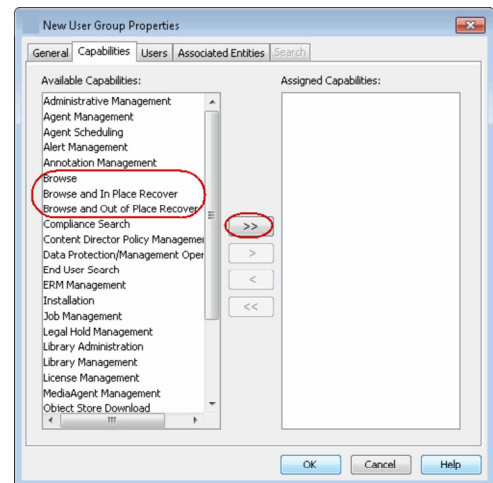 New User Group Properties
General Capabilities Users Associated Entities Search
Available Capabilities: Assigned Capabilities:
Administrative Management
Agent Management
Agent Scheduling
Alert Management
Annotation Management
Browse
Browse and In Place Recover
Browse and Out of Place Recover
Compliance Search
Content Director Policy Managemen
Data Protection/Management Oper
End User Search
ERM Management
Installation
Job Management
Legal Hold Management
Library Administration
Library Management
License Management
MediaAgent Management
Object Store Download
>>
>
<
<<
OK Cancel Help